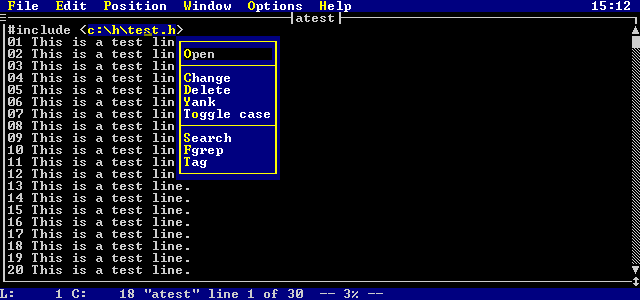 File Edit Position Window Options Help 15:12
atest
#include <c:\h\test.h>
01 This is a test lin
02 This is a test lin
03 This is a test lin
04 This is a test lin
05 This is a test lin
06 This is a test lin
07 This is a test lin
08 This is a test lin
09 This is a test lin
10 This is a test lin
11 This is a test lin
12 This is a test lin
13 This is a test line.
14 This is a test line.
15 This is a test line.
16 This is a test line.
17 This is a test line.
18 This is a test line.
19 This is a test line.
20 This is a test line.
Open
Change
Delete
Yank
Toggle case
Search
Fgrep
Tag
L: 1 C: 18 "atest" line 1 of 30 -- 3% --